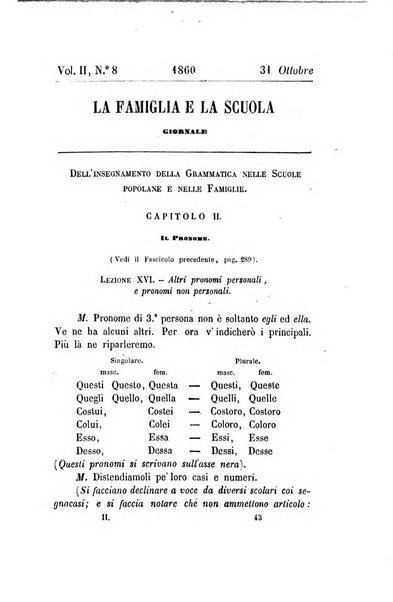 Vol. II, N.° 8 1860 31 Ottobre
LA FAMIGLIA E LA SCUOLA
GIORNALE
DELL'INSEGNAMENTO DELLA GRAMMATICA NELLE SCUOLE
POPOLANE E NELLE FAMIGLIE.
CAPITOLO II.
IL PRONOME.
(Vedi il Fascicolo precedente, pag. 289).
LEZIONE XVI. — Altri pronomi personali,
e pronomi non personali.
M. Pronome di 3.ª persona non è soltanto egli ed ella.
Ve ne ha alcuni altri. Per ora v'indicherò i principali.
Più là ne riparleremo.
Singolare. Plurale.
masc. fem. masc. fem.
Questi Questo, Questa — Questi, Queste
Quegli Quello, Quella — Quelli, Quelle
Costui, Costei — Costoro, Costoro
Colui, Colei — Coloro, Coloro
Esso, Essa — Essi, Esse
Desso, Dessa — Dessi, Desse
(Questi pronomi si scrivano sull'asse nera).
M. Distendiamoli pe' loro casi e numeri.
(Si facciano declinare a voce da diversi scolari coi se-
gnacasi; e si faccia notare che non ammettono articolo:
II. 43